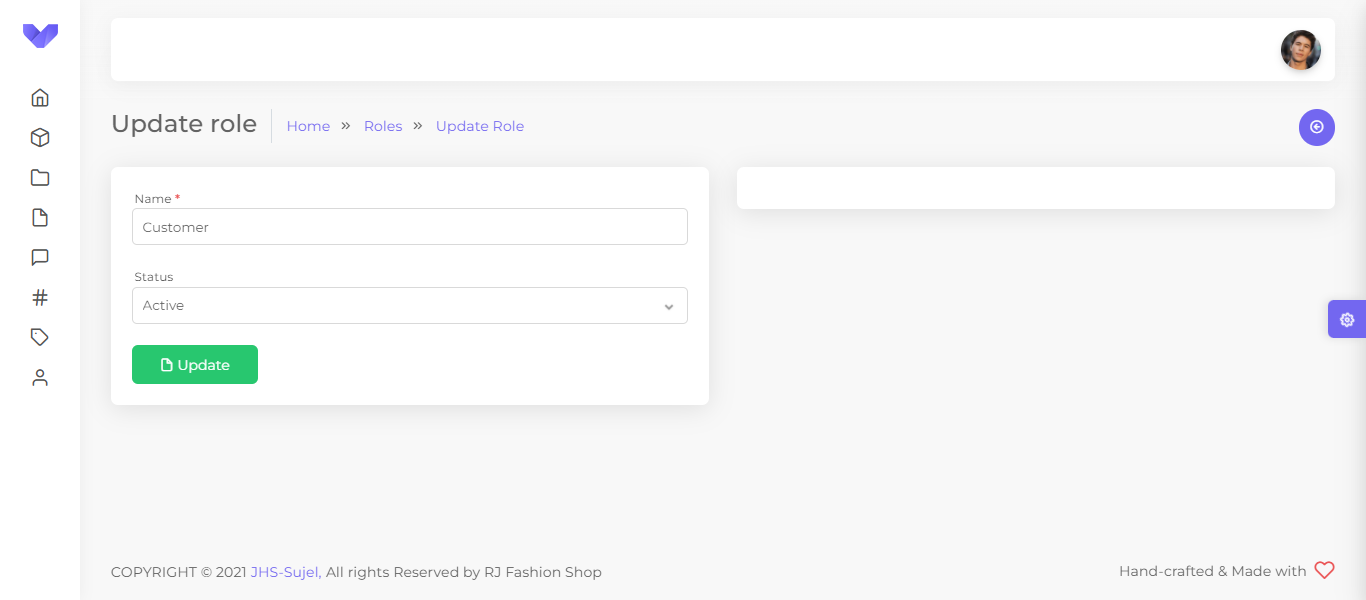 Update role
Home » Roles » Update Role
Name *
Customer
Status
Active
Update
COPYRIGHT © 2021 JHS-Sujel, All rights Reserved by RJ Fashion Shop
Hand-crafted & Made with